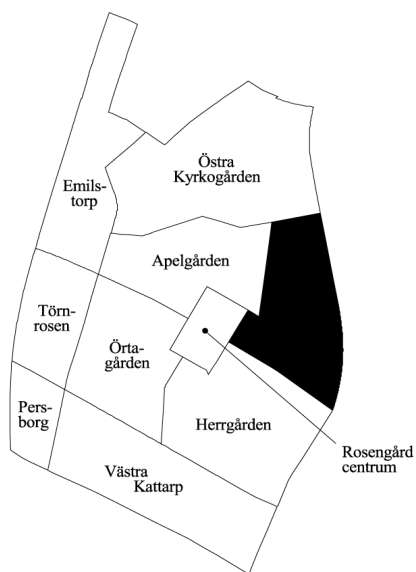 Östra
Kyrkogården
Emils-
torp
Apelgården
Törn-
rosen
Örta-
gården
Pers-
borg
Herrgården
Rosengård
centrum
Västra
Kattarp